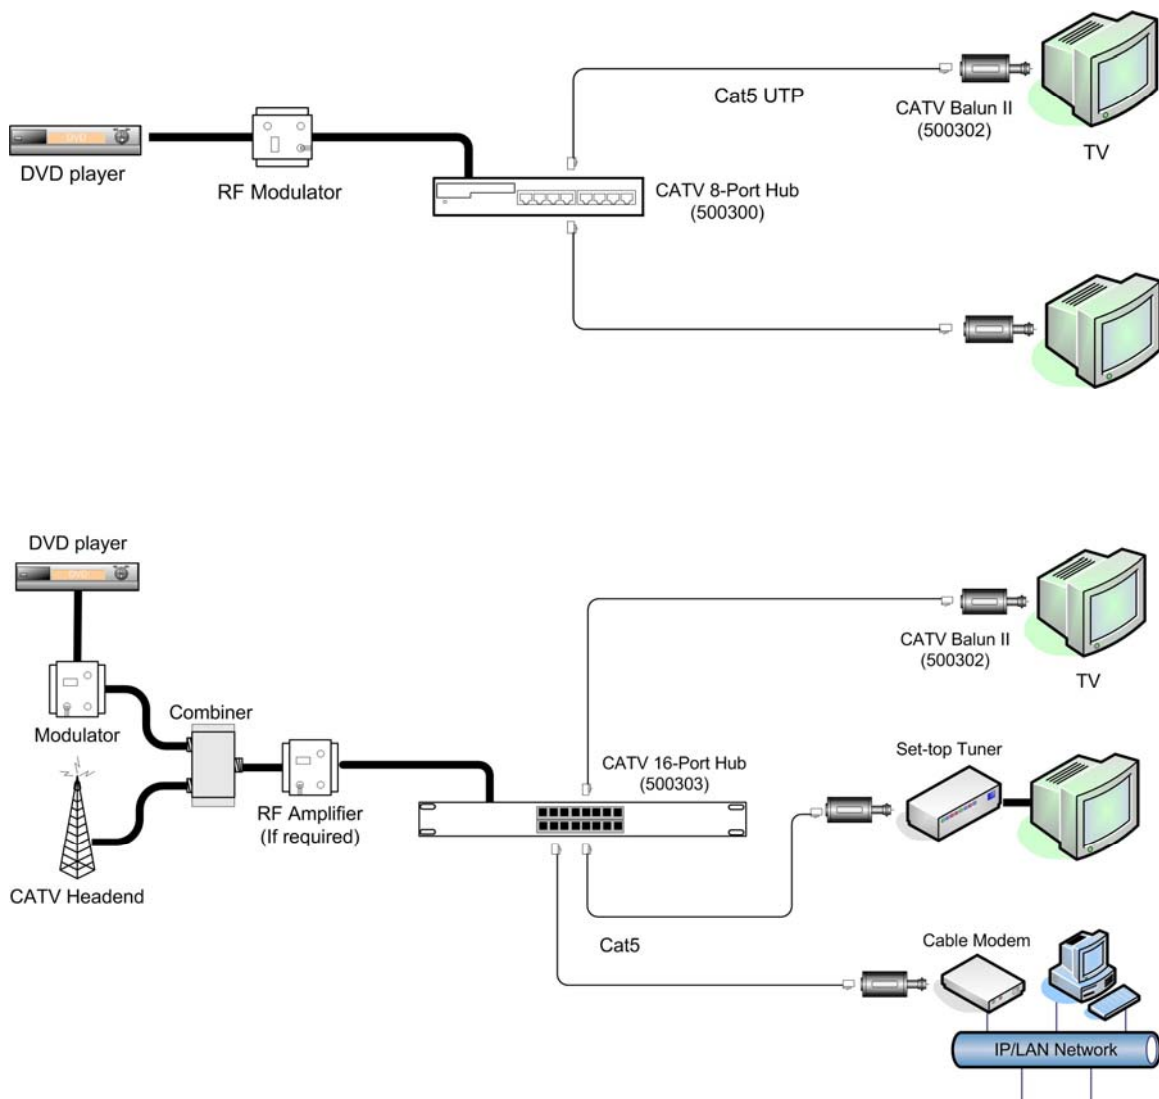 Cat5 UTP
CATV Balun II
(500302)
TV
DVD
DVD player
RF Modulator
CATV 8-Port Hub
(500300)
DVD player
DVD
Modulator
Combiner
CATV Headend
RF Amplifier
(If required)
CATV 16-Port Hub
(500303)
CATV Balun II
(500302)
TV
Set-top Tuner
Cat5
Cable Modem
IP/LAN Network